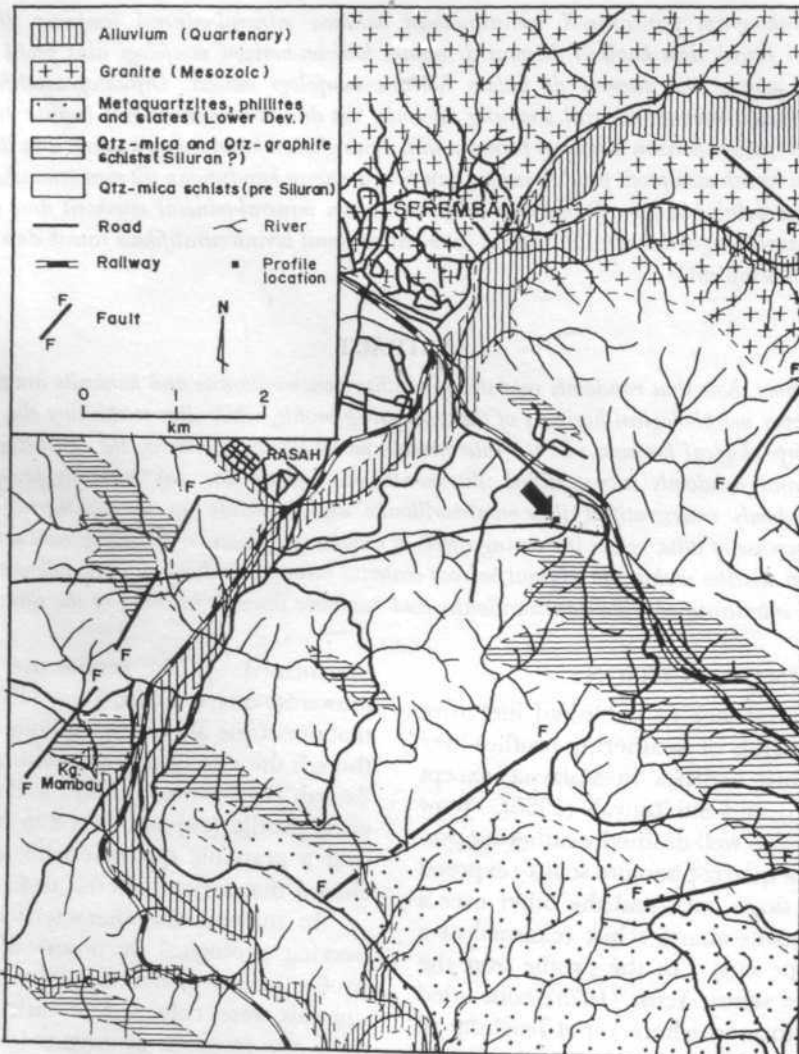 Alluvium (Quartenary)
Granite (Mesozoic)
Metaquartzites, phillites
and slates (Lower Dev.)
Qtz-mica and Qtz-graphite
schists (Siluran ?)
Qtz-mica schists (pre Siluran)
Road
River
Railway
Profile
location
F
F
Fault
N
0 1 2
km
SEREMBAN
RASAH
Kg.
Mambau
F
F
F
F
F
F
F
F
F
F
F
F
F
F